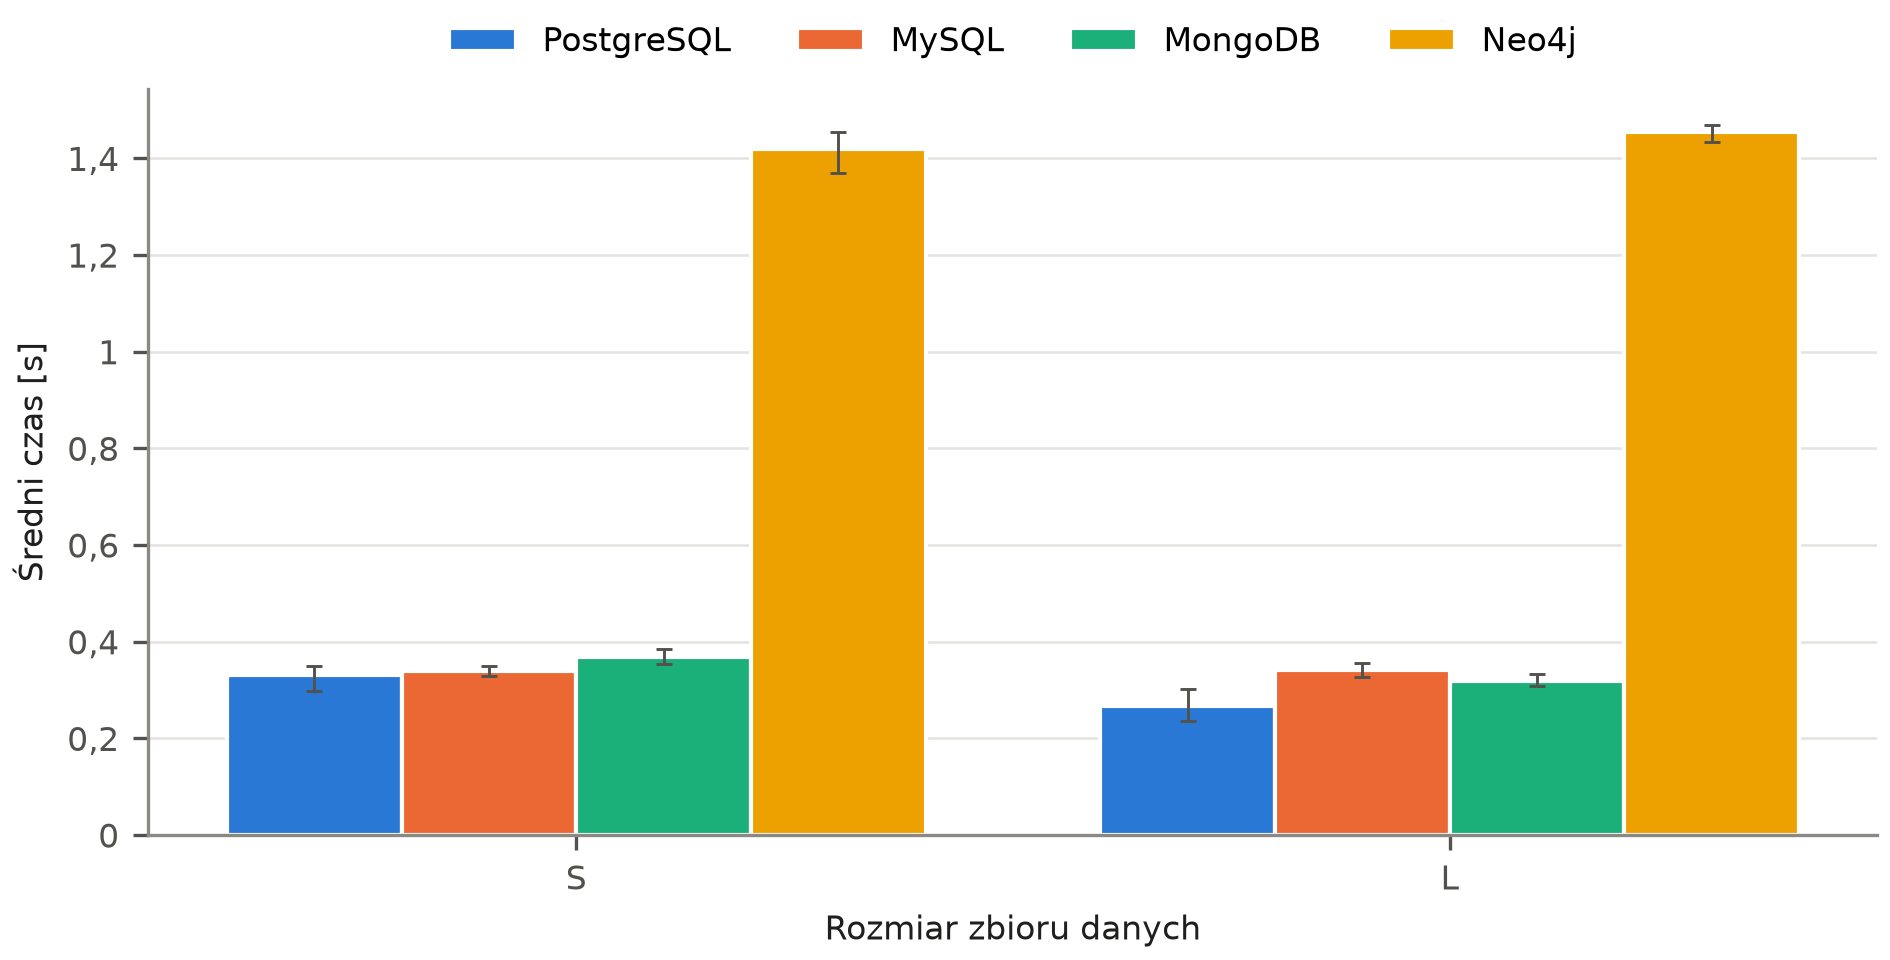 PostgreSQL MySQL MongoDB Neo4j
Średni czas [s]
1,4
1,2
1
0,8
0,6
0,4
0,2
0
S L
Rozmiar zbioru danych